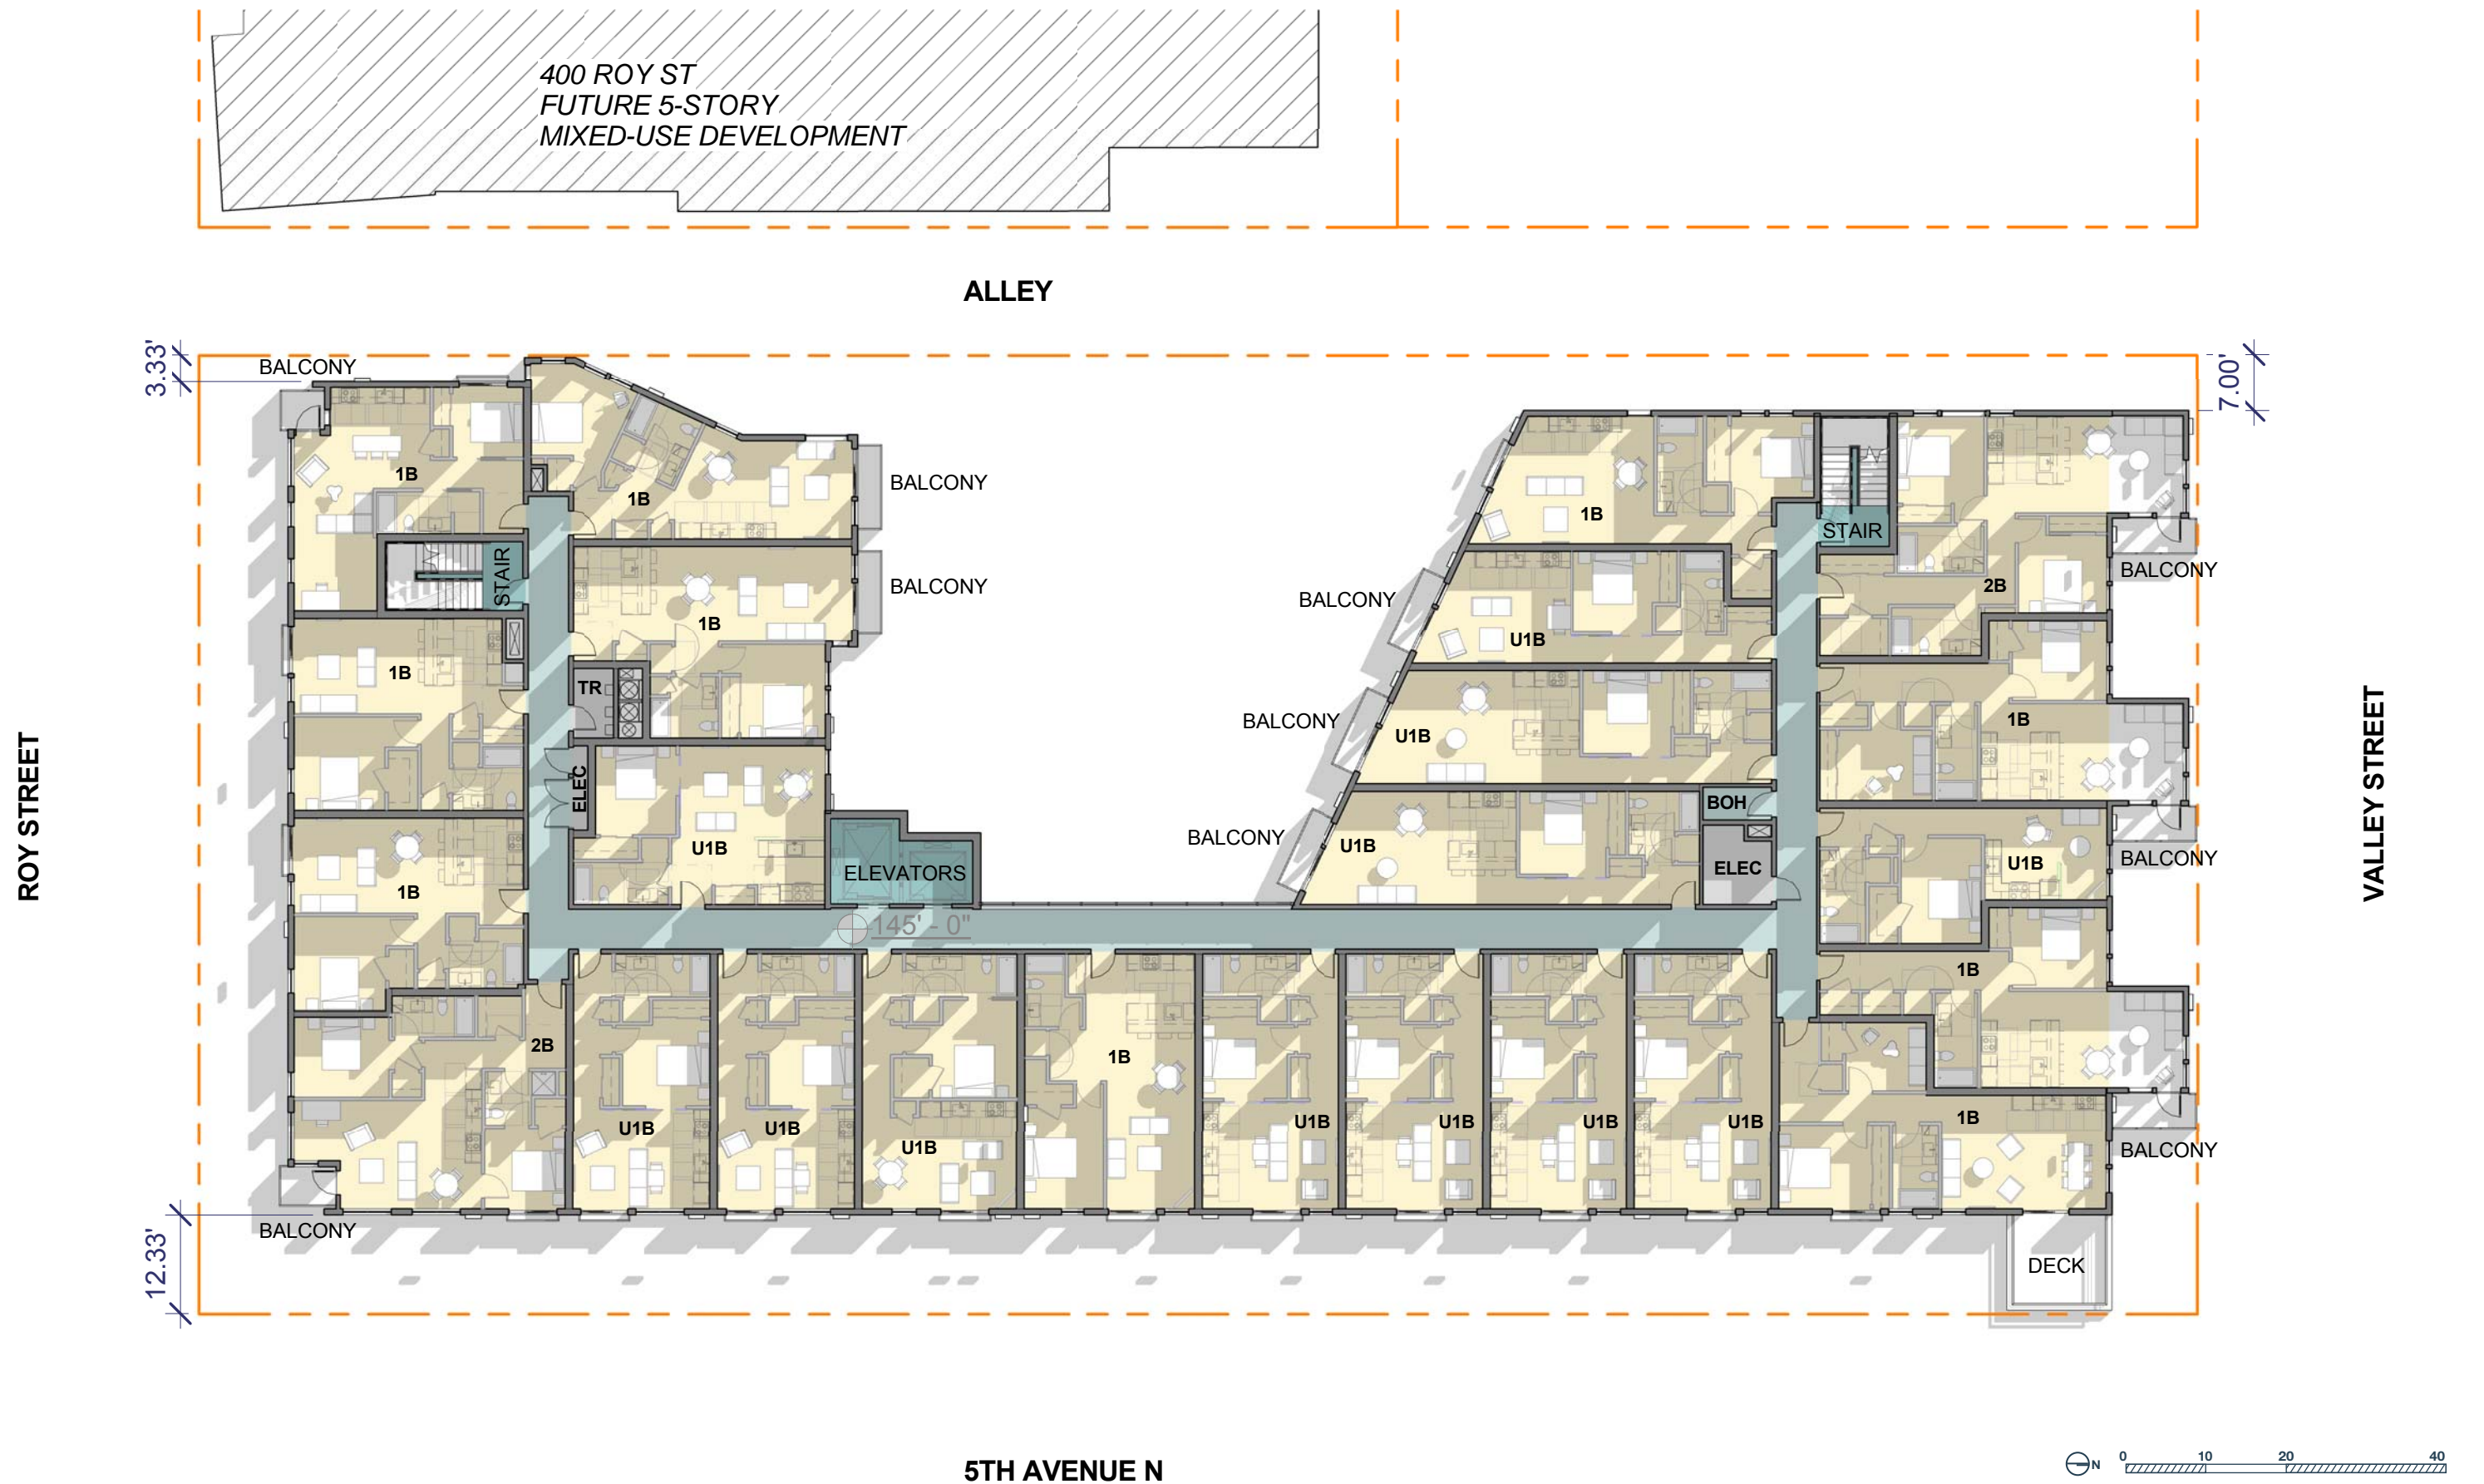 400 ROY ST
FUTURE 5-STORY
MIXED-USE DEVELOPMENT
ALLEY
3.33'
BALCONY
7.00'
1B
1B
BALCONY
1B
STAIR
STAIR
BALCONY
BALCONY
2B
BALCONY
1B
U1B
BALCONY
1B
TR
BALCONY
U1B
1B
ROY STREET
VALLEY STREET
ELEC
BOH
BALCONY
U1B
U1B
U1B
BALCONY
1B
ELEVATORS
ELEC
145' - 0"
1B
2B
1B
U1B
U1B
U1B
U1B
U1B
U1B
U1B
1B
BALCONY
BALCONY
12.33'
DECK
5TH AVENUE N
N
0 10 20 40